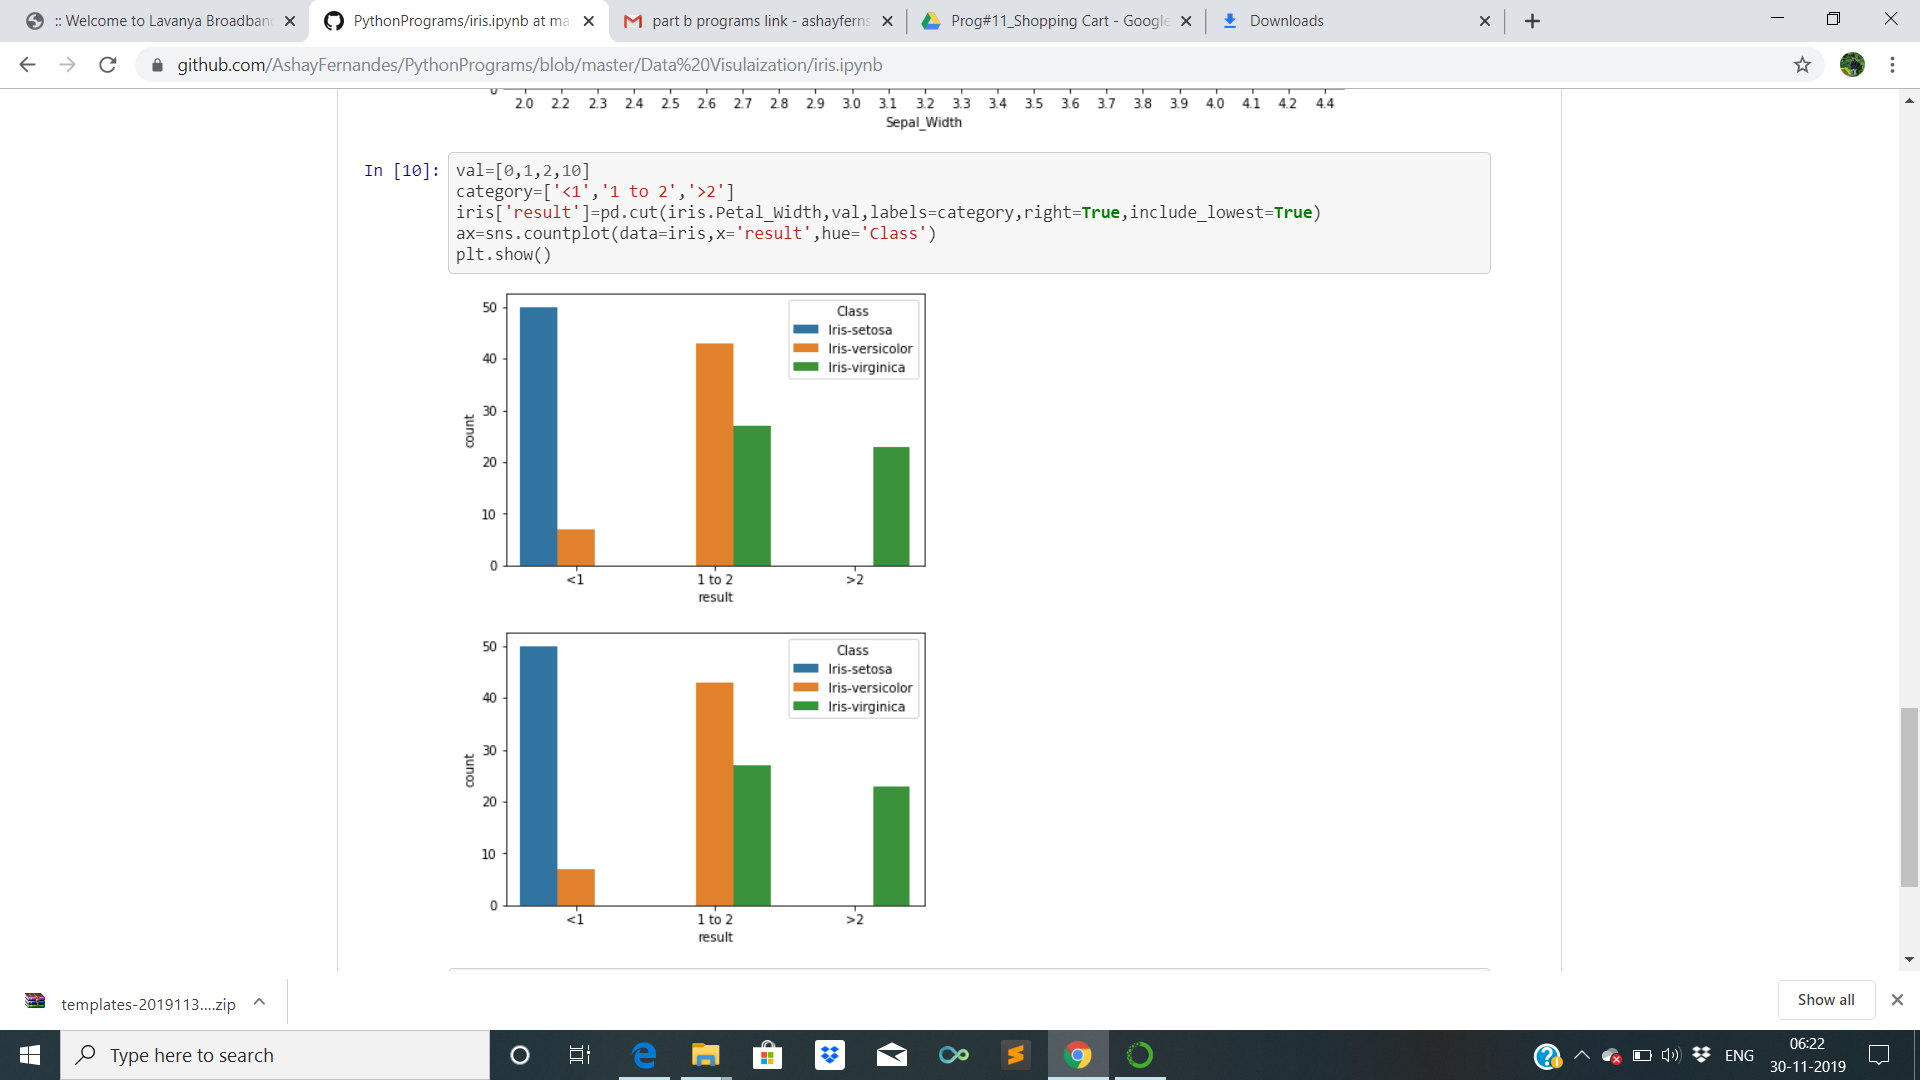 :: Welcome to Lavanya Broadband
PythonPrograms/iris.ipynb at ma
part b programs link - ashayferns
Prog#11_Shopping Cart - Google
Downloads
github.com/AshayFernandes/PythonPrograms/blob/master/Data%20Visulaization/iris.ipynb
0
2.0 2.2 2.3 2.4 2.5 2.6 2.7 2.8 2.9 3.0 3.1 3.2 3.3 3.4 3.5 3.6 3.7 3.8 3.9 4.0 4.1 4.2 4.4
Sepal_Width
In [10]:
val=[0,1,2,10]
category=['<1','1 to 2','>2']
iris['result']=pd.cut(iris.Petal_Width,val,labels=category,right=True,include_lowest=True)
ax=sns.countplot(data=iris,x='result',hue='Class')
plt.show()
50
40
30
20
10
0
count
Class
Iris-setosa
Iris-versicolor
Iris-virginica
<1 1 to 2 >2
result
50
40
30
20
10
0
count
Class
Iris-setosa
Iris-versicolor
Iris-virginica
<1 1 to 2 >2
result
templates-2019113....zip
Show all
Type here to search
ENG
06:22
30-11-2019